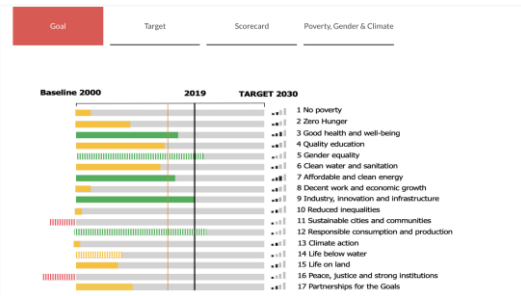 Goal Target Scorecard Poverty, Gender & Climate
Baseline 2000 2019 TARGET 2030
1 No poverty
2 Zero Hunger
3 Good health and well-being
4 Quality education
5 Gender equality
6 Clean water and sanitation
7 Affordable and clean energy
8 Decent work and economic growth
9 Industry, innovation and infrastructure
10 Reduced inequalities
11 Sustainable cities and communities
12 Responsible consumption and production
13 Climate action
14 Life below water
15 Life on land
16 Peace, justice and strong institutions
17 Partnerships for the Goals